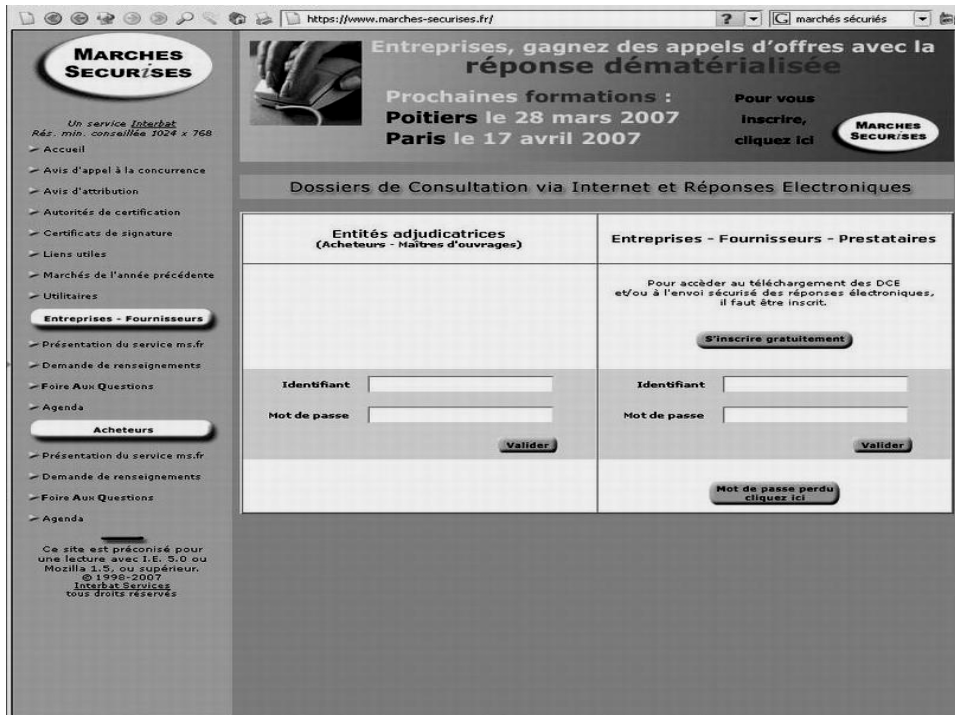 https://www.marches-securises.fr/
?
G marchés sécuriés
MARCHES
SECURiSES
Un service Interbat
Rés. min. conseillée 1024 x 768
Accueil
Avis d'appel à la concurrence
Avis d'attribution
Autorités de certification
Certificats de signature
Liens utiles
Marchés de l'année précédente
Utilitaires
Entreprises - Fournisseurs
Présentation du service ms.fr
Demande de renseignements
Foire Aux Questions
Agenda
Acheteurs
Présentation du service ms.fr
Demande de renseignements
Foire Aux Questions
Agenda
Ce site est préconisé pour
une lecture avec I.E. 5.0 ou
Mozilla 1.5, ou supérieur.
© 1998-2007
Interbat Services
tous droits réservés
Entreprises, gagnez des appels d'offres avec la
réponse dématérialisée
Prochaines formations :
Poitiers le 28 mars 2007
Paris le 17 avril 2007
Pour vous
inscrire,
cliquez ici
MARCHES
SECURiSES
Dossiers de Consultation via Internet et Réponses Electroniques
Entités adjudicatrices
(Acheteurs - Maîtres d'ouvrages)
Identifiant
Mot de passe
Valider
Entreprises - Fournisseurs - Prestataires
Pour accèder au téléchargement des DCE
et/ou à l'envoi sécurisé des réponses électroniques,
il faut être inscrit.
S'inscrire gratuitement
Identifiant
Mot de passe
Valider
Mot de passe perdu
cliquez ici